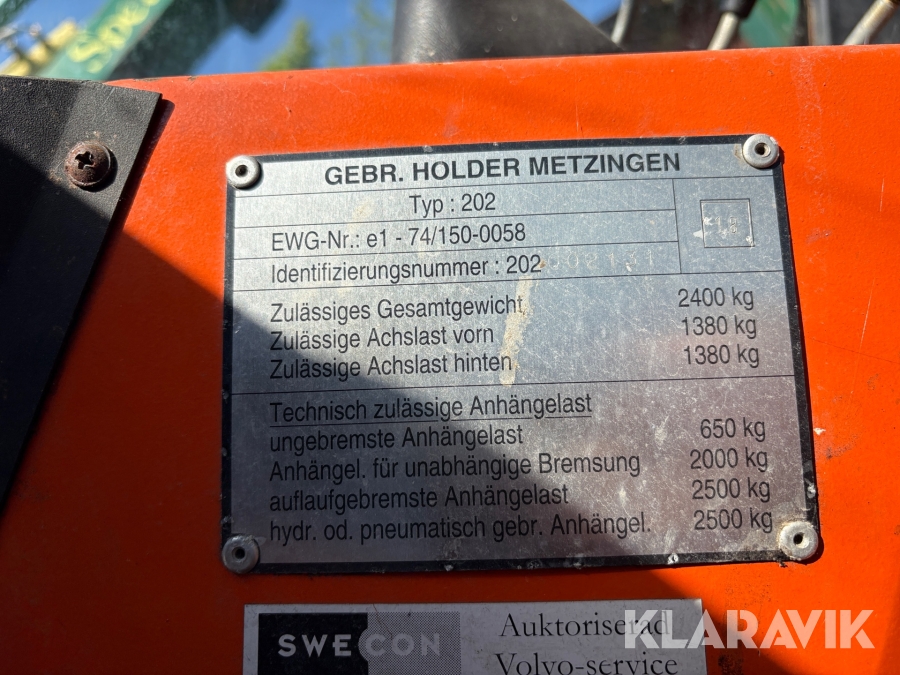 GEBR. HOLDER METZINGEN
Typ : 202
EWG-Nr.: e1 - 74/150-0058
Identifizierungsnummer : 202
Zulässiges Gesamtgewicht 2400 kg
Zulässige Achslast vorn 1380 kg
Zulässige Achslast hinten 1380 kg
Technisch zulässige Anhängelast
ungebremste Anhängelast 650 kg
Anhängel. für unabhängige Bremsung 2000 kg
auflaufgebremste Anhängelast 2500 kg
hydr. od. pneumatisch gebr. Anhängel. 2500 kg
SWECON
Auktoriserad
Volvo-service
KLARAVIK